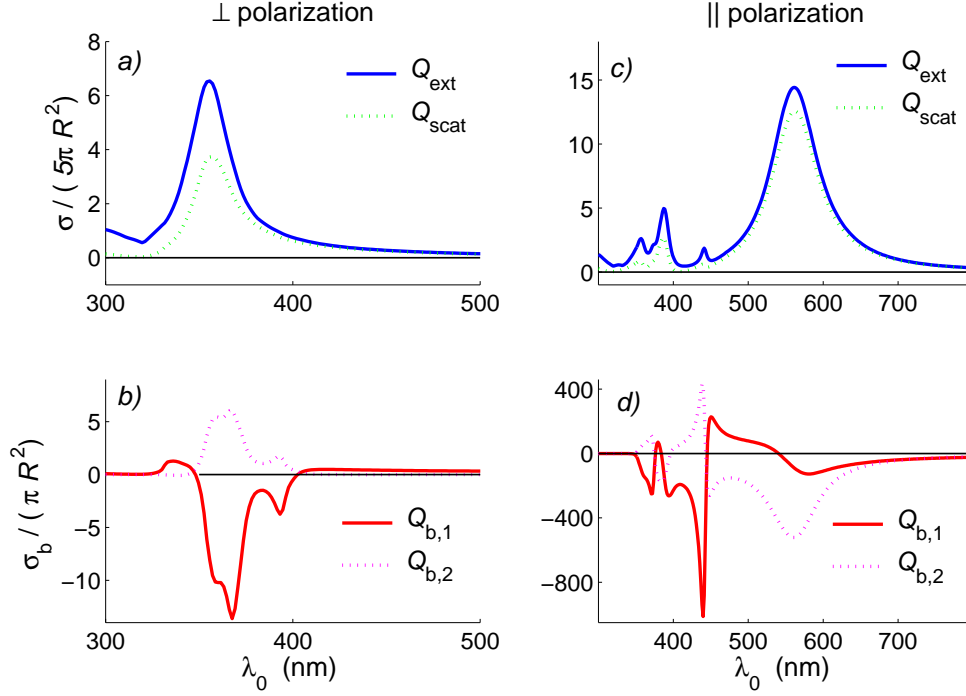 ⊥ polarization
|| polarization
a)
Q_ext
Q_scat
σ / ( 5π R²)
8
6
4
2
0
300
400
500
c)
Q_ext
Q_scat
15
10
5
0
400
500
600
700
b)
Q_b,1
Q_b,2
σ_b / ( π R²)
5
0
−5
−10
300
400
500
λ_0 (nm)
d)
Q_b,1
Q_b,2
400
0
−400
−800
400
500
600
700
λ_0 (nm)